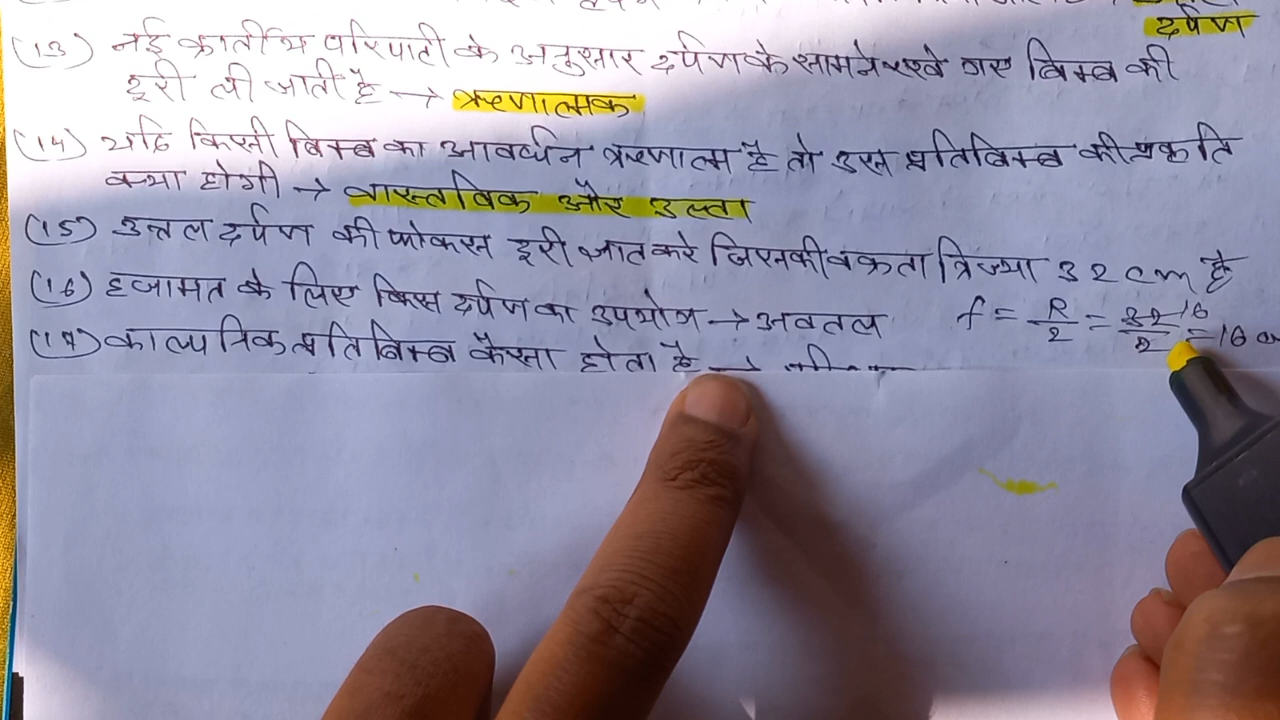 दर्पण
(13) नई कार्तीय परिपाटी के अनुसार दर्पण के सामने रखे गए बिम्ब की
दूरी ली जाती है → ऋणात्मक
(14) यदि किसी बिम्ब का आवर्धन ऋणात्म है तो उस प्रतिबिम्ब की प्रकृति
क्या होगी → वास्तविक और उल्टा
(15) उत्तल दर्पण की फोकस दूरी ज्ञात करे जिसकी वक्रता त्रिज्या 32 cm है
(16) हजामत के लिए किस दर्पण का उपयोग → अवतल f = R/2 = 32/2 16 = 16
(17) काल्पनिक प्रतिबिम्ब कैसा होता है →